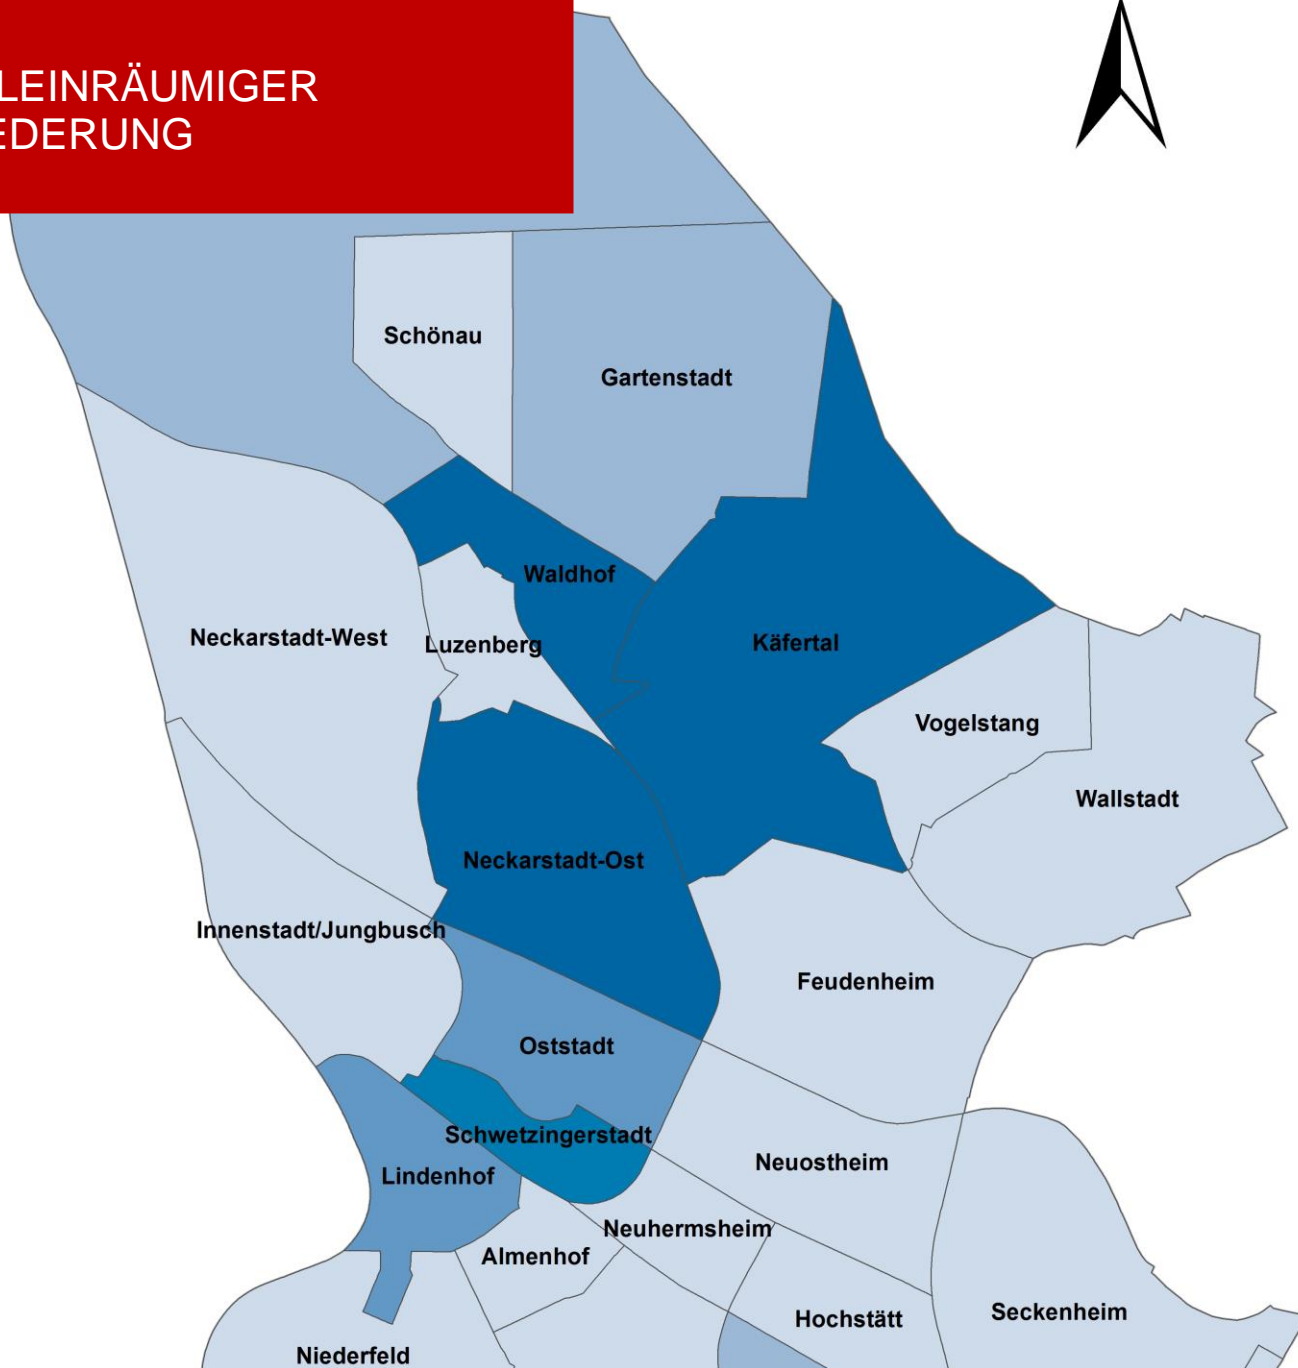 LEINRÄUMIGER
EDERUNG
Schönau
Gartenstadt
Waldhof
Neckarstadt-West
Luzenberg
Käfertal
Vogelstang
Wallstadt
Neckarstadt-Ost
Innenstadt/Jungbusch
Feudenheim
Oststadt
Schwetzingerstadt
Neuostheim
Lindenhof
Neuhermsheim
Almenhof
Hochstätt
Seckenheim
Niederfeld